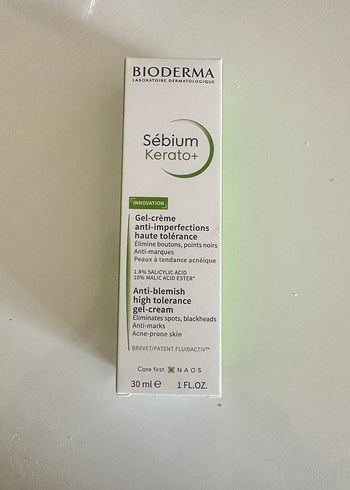 BIODERMA
LABORATOIRE DERMATOLOGIQUE
Sébium
Kerato+
INNOVATION
Gel-crème
anti-imperfections
haute tolérance
Élimine boutons, points noirs
Anti-marques
Peaux à tendance acnéique
1.8% SALICYLIC ACID
10% MALIC ACID ESTER*
Anti-blemish
high tolerance
gel-cream
Eliminates spots, blackheads
Anti-marks
Acne-prone skin
BREVET/PATENT FLUIDACTIV™
Care first NAOS
30 ml e 1 FL.OZ.